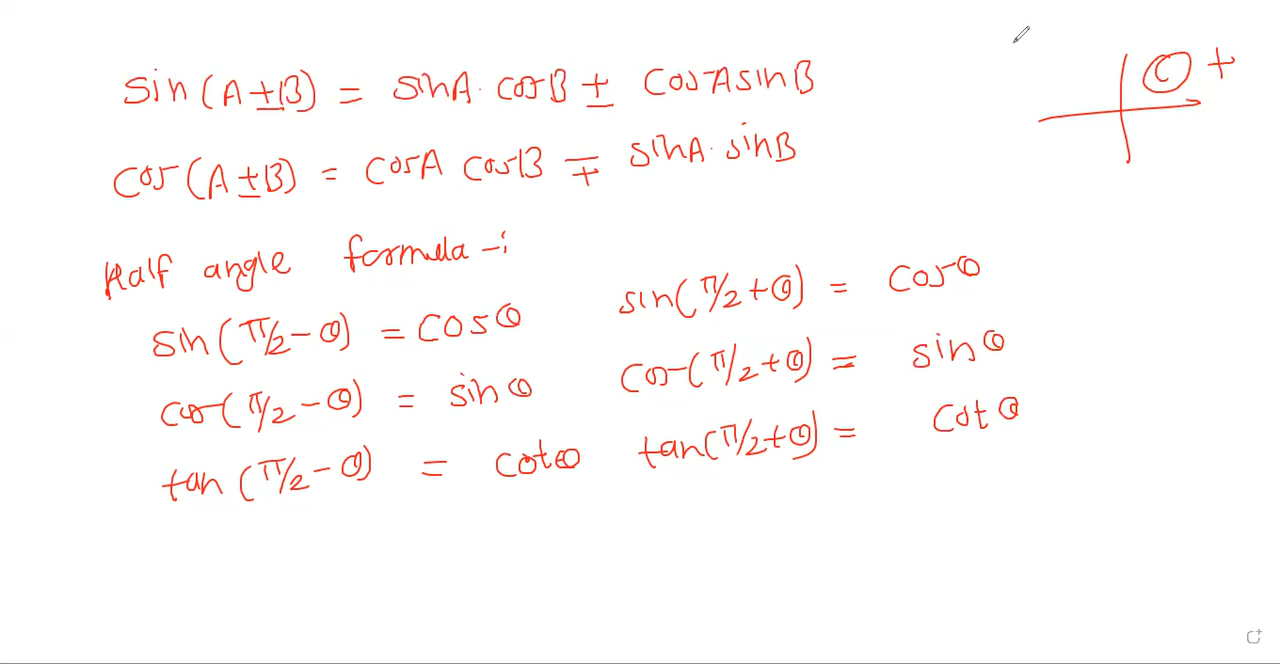 sin(A±B) = sinA. cosB ± cosA sinB
cos(A±B) = cosA cosB ∓ sinA. sinB
Half angle formula -:
sin(π/2-θ) = cosθ sin(π/2+θ) = cosθ
cos(π/2-θ) = sinθ cos(π/2+θ) = sinθ
tan(π/2-θ) = cotθ tan(π/2+θ) = cotθ
+